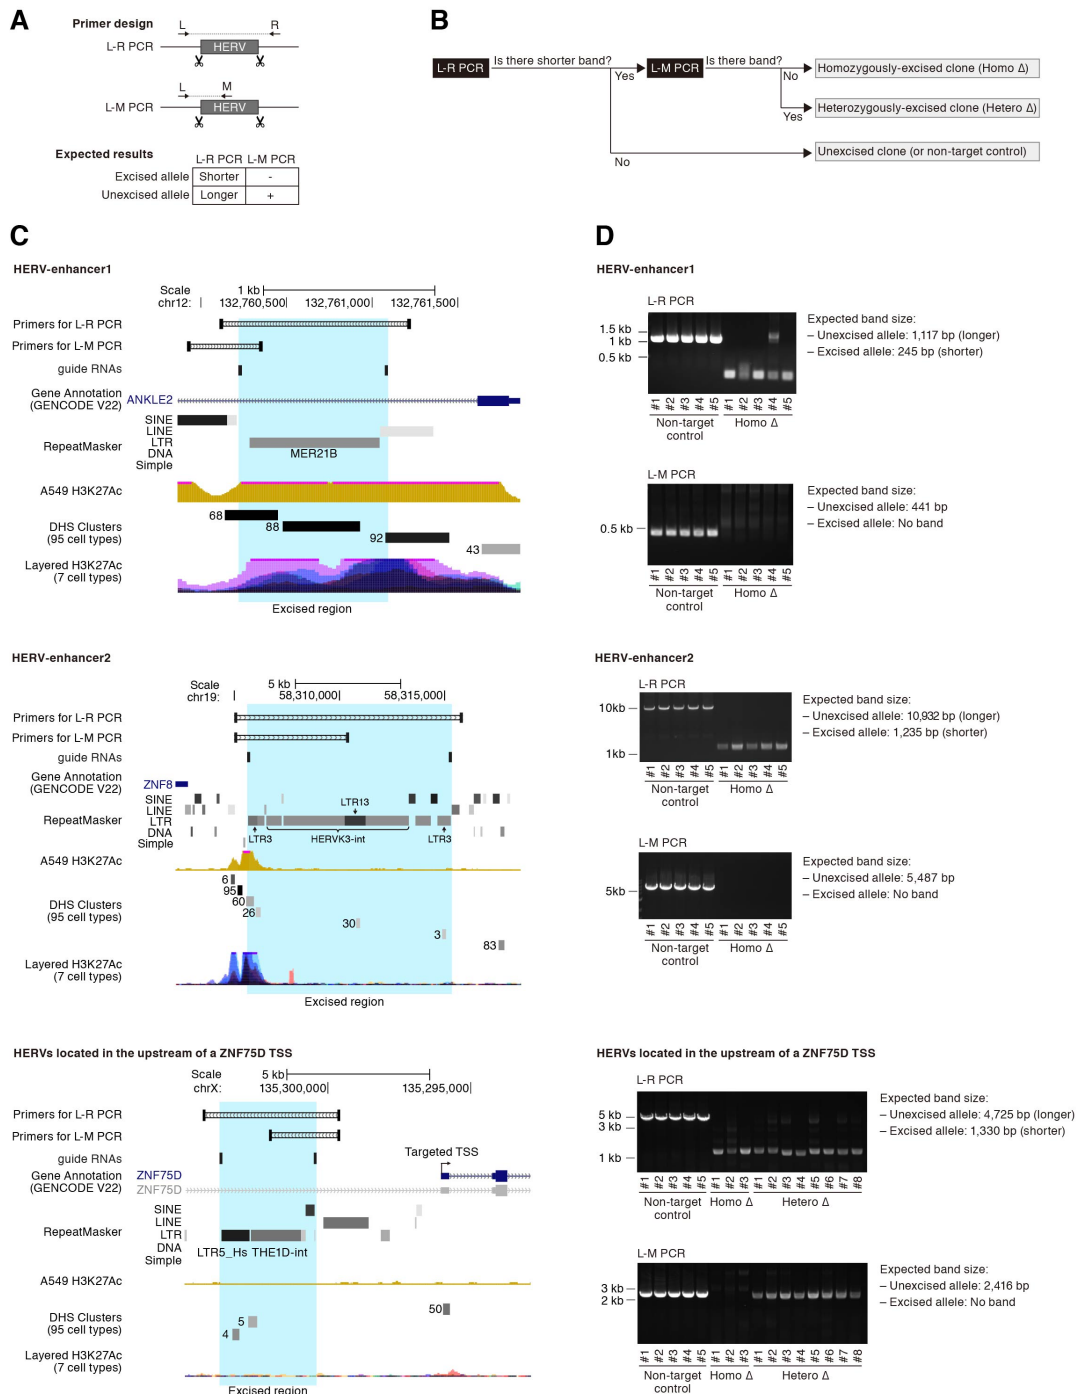 A
Primer design
L R
L-R PCR HERV
L M
L-M PCR HERV
Expected results
L-R PCR L-M PCR
Excised allele Shorter -
Unexcised allele Longer +
B
L-R PCR Is there shorter band? Yes L-M PCR Is there band? No Homozygously-excised clone (Homo Δ)
Yes Heterozygously-excised clone (Hetero Δ)
No Unexcised clone (or non-target control)
C
HERV-enhancer1
Scale 1 kb
chr12: 132,760,500 132,761,000 132,761,500
Primers for L-R PCR
Primers for L-M PCR
guide RNAs
Gene Annotation
(GENCODE V22)
ANKLE2
RepeatMasker
SINE
LINE
LTR
DNA
Simple
MER21B
A549 H3K27Ac
DHS Clusters
(95 cell types)
68
88
92
43
Layered H3K27Ac
(7 cell types)
Excised region
HERV-enhancer2
Scale 5 kb
chr19: 58,310,000 58,315,000
Primers for L-R PCR
Primers for L-M PCR
guide RNAs
Gene Annotation
(GENCODE V22)
ZNF8
RepeatMasker
SINE
LINE
LTR
DNA
Simple
LTR13
LTR3 HERVK3-int LTR3
A549 H3K27Ac
DHS Clusters
(95 cell types)
6
95
60
26
30
3
83
Layered H3K27Ac
(7 cell types)
Excised region
HERVs located in the upstream of a ZNF75D TSS
Scale 5 kb
chrX: 135,300,000 135,295,000
Primers for L-R PCR
Primers for L-M PCR
guide RNAs
Targeted TSS
Gene Annotation
(GENCODE V22)
ZNF75D
ZNF75D
RepeatMasker
SINE
LINE
LTR
DNA
Simple
LTR5_Hs THE1D-int
A549 H3K27Ac
DHS Clusters
(95 cell types)
50
5
4
Layered H3K27Ac
(7 cell types)
Excised region
D
HERV-enhancer1
L-R PCR
1.5 kb
1 kb
0.5 kb
#1 #2 #3 #4 #5 #1 #2 #3 #4 #5
Non-target control Homo Δ
Expected band size:
– Unexcised allele: 1,117 bp (longer)
– Excised allele: 245 bp (shorter)
L-M PCR
0.5 kb
#1 #2 #3 #4 #5 #1 #2 #3 #4 #5
Non-target control Homo Δ
Expected band size:
– Unexcised allele: 441 bp
– Excised allele: No band
HERV-enhancer2
L-R PCR
10kb
1kb
#1 #2 #3 #4 #5 #1 #2 #3 #4 #5
Non-target control Homo Δ
Expected band size:
– Unexcised allele: 10,932 bp (longer)
– Excised allele: 1,235 bp (shorter)
L-M PCR
5kb
#1 #2 #3 #4 #5 #1 #2 #3 #4 #5
Non-target control Homo Δ
Expected band size:
– Unexcised allele: 5,487 bp
– Excised allele: No band
HERVs located in the upstream of a ZNF75D TSS
L-R PCR
5 kb
3 kb
1 kb
#1 #2 #3 #4 #5 #1 #2 #3 #1 #2 #3 #4 #5 #6 #7 #8
Non-target control Homo Δ Hetero Δ
Expected band size:
– Unexcised allele: 4,725 bp (longer)
– Excised allele: 1,330 bp (shorter)
L-M PCR
3 kb
2 kb
#1 #2 #3 #4 #5 #1 #2 #3 #1 #2 #3 #4 #5 #6 #7 #8
Non-target control Homo Δ Hetero Δ
Expected band size:
– Unexcised allele: 2,416 bp
– Excised allele: No band